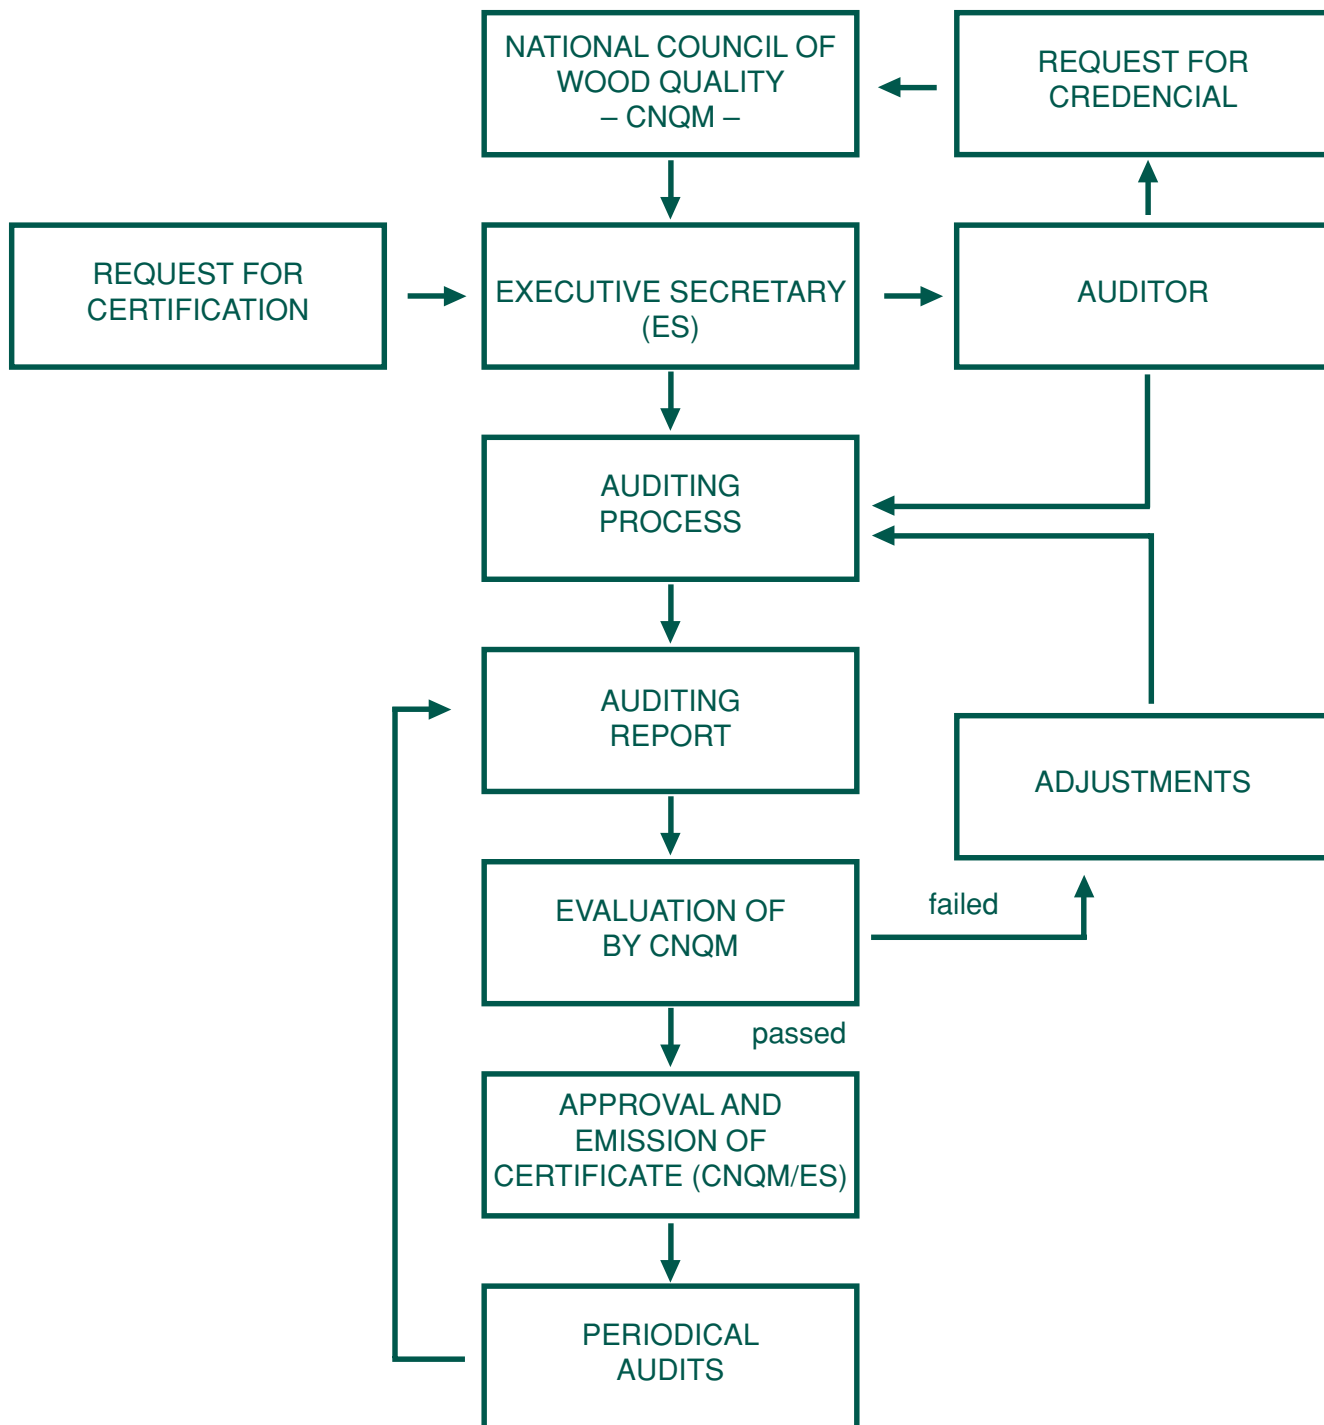 NATIONAL COUNCIL OF
WOOD QUALITY
– CNQM –
REQUEST FOR
CREDENCIAL
REQUEST FOR
CERTIFICATION
EXECUTIVE SECRETARY
(ES)
AUDITOR
AUDITING
PROCESS
AUDITING
REPORT
ADJUSTMENTS
EVALUATION OF
BY CNQM
failed
passed
APPROVAL AND
EMISSION OF
CERTIFICATE (CNQM/ES)
PERIODICAL
AUDITS